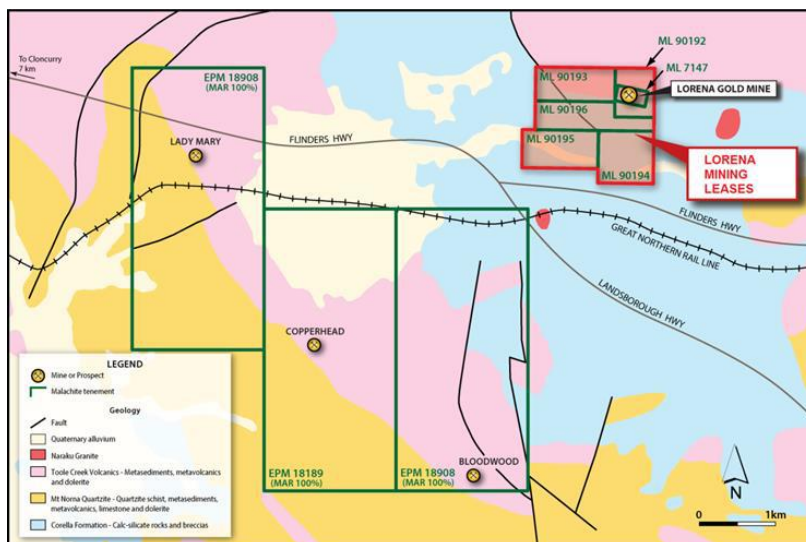 To Cloncurry
7 km
EPM 18908
(MAR 100%)
LADY MARY
FLINDERS HWY
ML 90192
ML 90193
ML 7147
LORENA GOLD MINE
ML 90196
ML 90195
ML 90194
LORENA
MINING
LEASES
FLINDERS HWY
GREAT NORTHERN RAIL LINE
LANDSBOROUGH HWY
COPPERHEAD
BLOODWOOD
EPM 18189
(MAR 100%)
EPM 18908
(MAR 100%)
LEGEND
Mine or Prospect
Malachite tenement
Geology
Fault
Quaternary alluvium
Naraku Granite
Toole Creek Volcanics - Metasediments, metavolcanics
and dolerite
Mt Norna Quartzite - Quartzite schist, metasediments,
metavolcanics, limestone and dolerite
Corella Formation - Calc-silicate rocks and breccias
N
0
1km